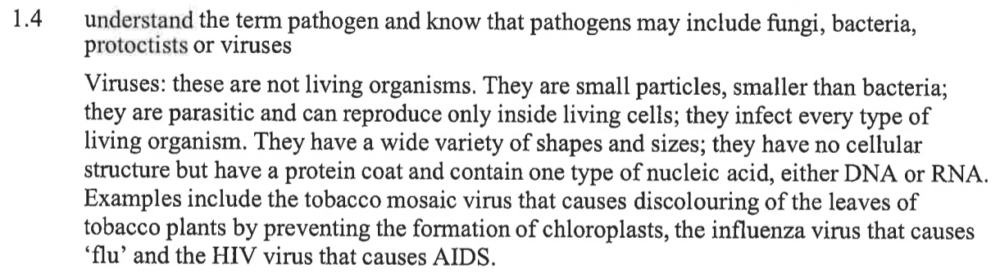 1.4 understand the term pathogen and know that pathogens may include fungi, bacteria,
protoctists or viruses
Viruses: these are not living organisms. They are small particles, smaller than bacteria;
they are parasitic and can reproduce only inside living cells; they infect every type of
living organism. They have a wide variety of shapes and sizes; they have no cellular
structure but have a protein coat and contain one type of nucleic acid, either DNA or RNA.
Examples include the tobacco mosaic virus that causes discolouring of the leaves of
tobacco plants by preventing the formation of chloroplasts, the influenza virus that causes
‘flu’ and the HIV virus that causes AIDS.